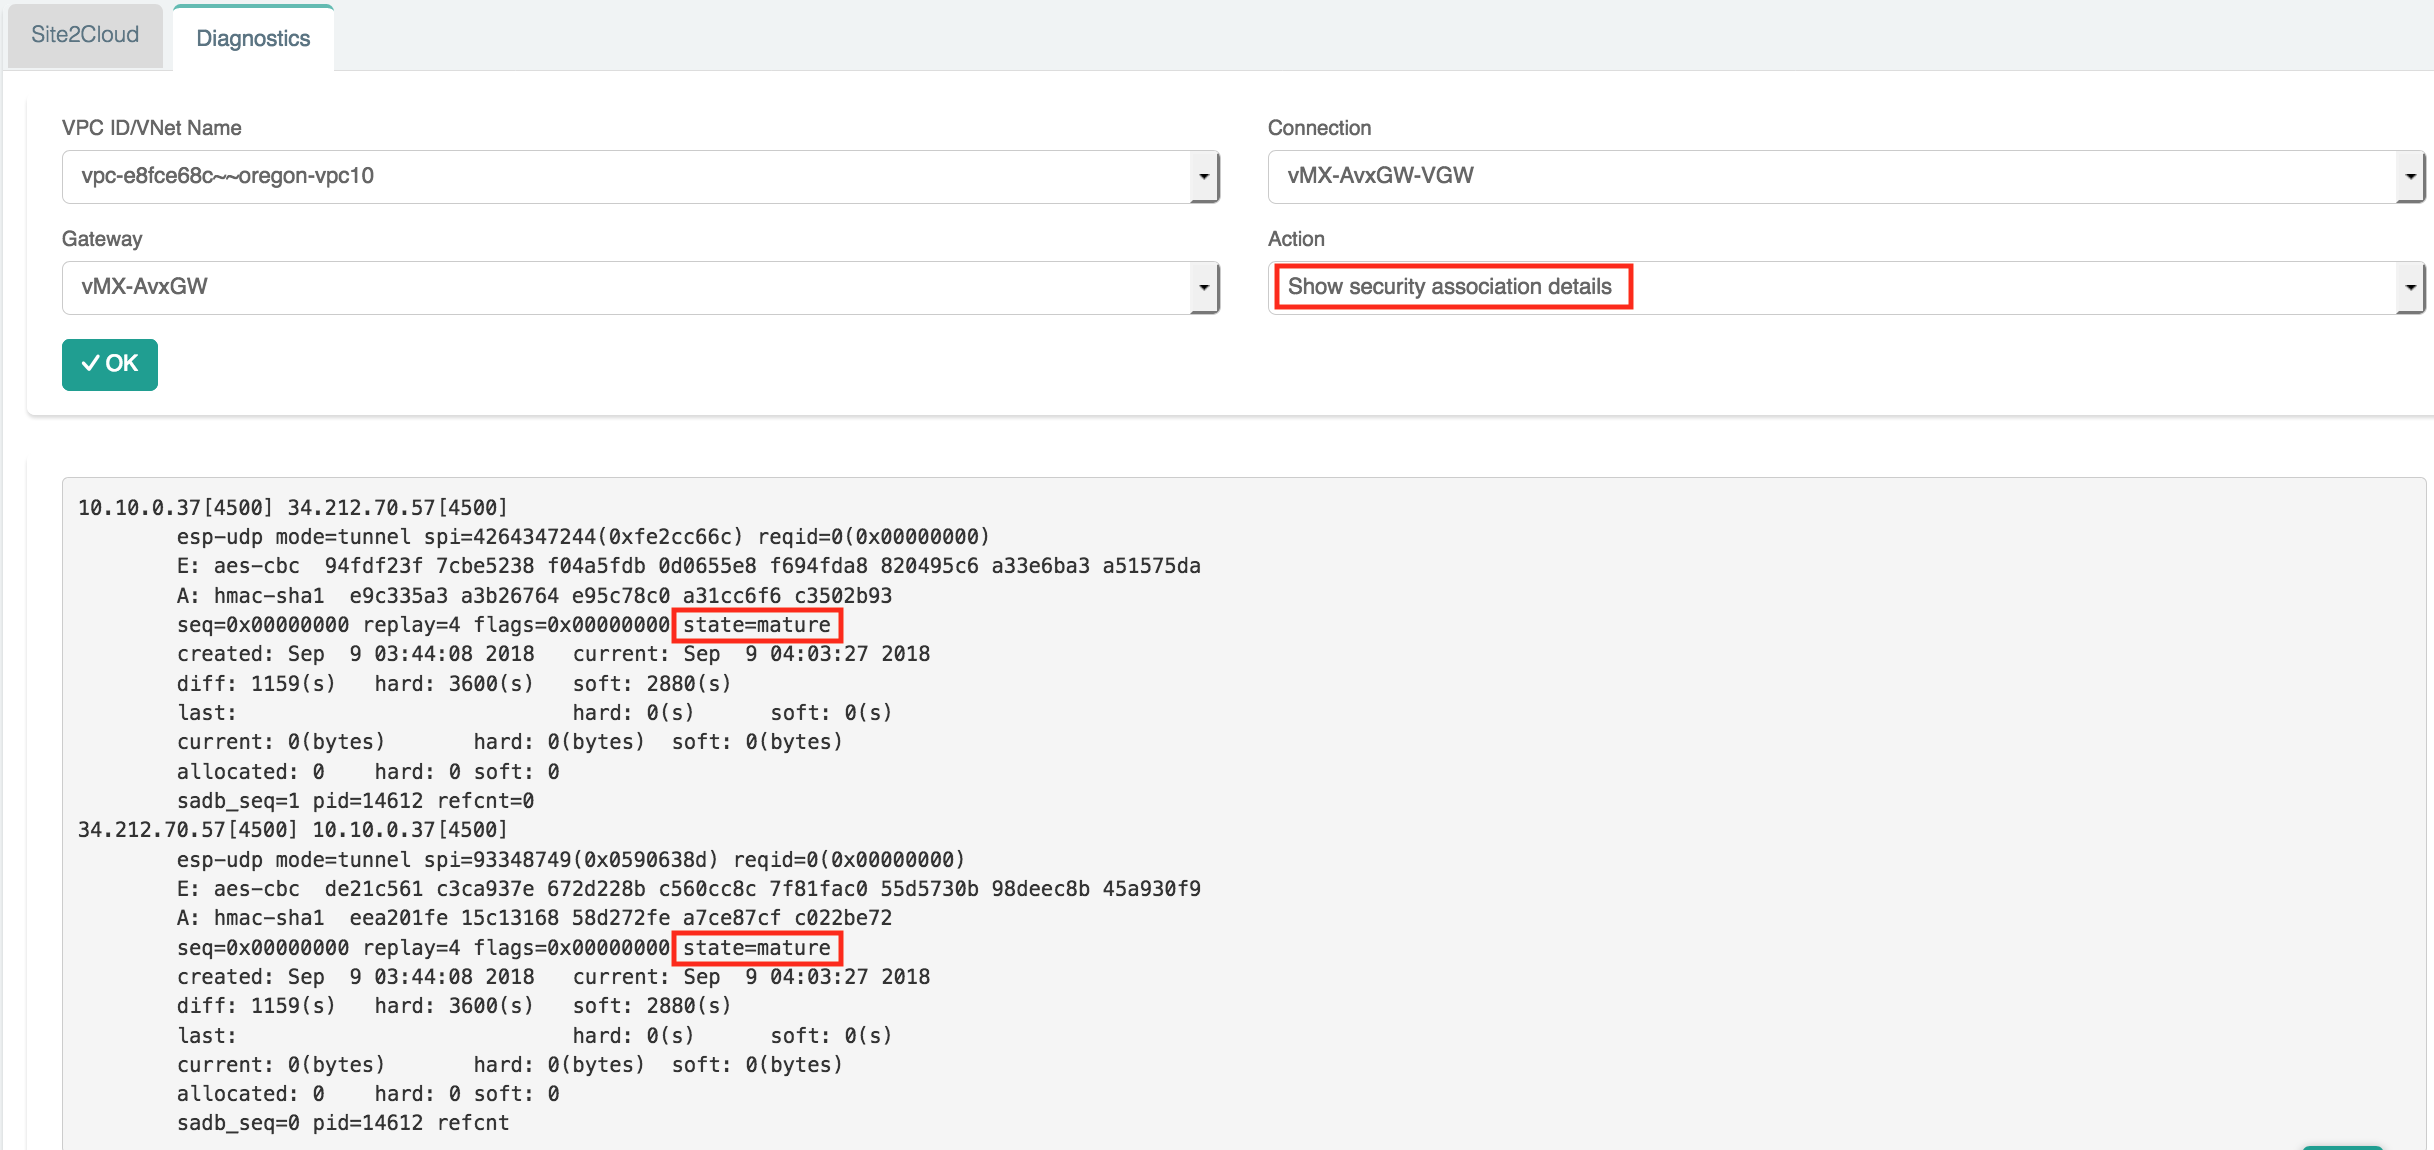 Site2Cloud
Diagnostics
VPC ID/VNet Name
Connection
vpc-e8fce68c~~oregon-vpc10
vMX-AvxGW-VGW
Gateway
Action
vMX-AvxGW
Show security association details
OK
10.10.0.37[4500] 34.212.70.57[4500]
esp-udp mode=tunnel spi=4264347244(0xfe2cc66c) reqid=0(0x00000000)
E: aes-cbc  94fdf23f 7cbe5238 f04a5fdb 0d0655e8 f694fda8 820495c6 a33e6ba3 a51575da
A: hmac-sha1  e9c335a3 a3b26764 e95c78c0 a31cc6f6 c3502b93
seq=0x00000000 replay=4 flags=0x00000000 state=mature
created: Sep  9 03:44:08 2018   current: Sep  9 04:03:27 2018
diff: 1159(s)   hard: 3600(s)   soft: 2880(s)
last:                           hard: 0(s)      soft: 0(s)
current: 0(bytes)       hard: 0(bytes)  soft: 0(bytes)
allocated: 0    hard: 0 soft: 0
sadb_seq=1 pid=14612 refcnt=0
34.212.70.57[4500] 10.10.0.37[4500]
esp-udp mode=tunnel spi=93348749(0x0590638d) reqid=0(0x00000000)
E: aes-cbc  de21c561 c3ca937e 672d228b c560cc8c 7f81fac0 55d5730b 98deec8b 45a930f9
A: hmac-sha1  eea201fe 15c13168 58d272fe a7ce87cf c022be72
seq=0x00000000 replay=4 flags=0x00000000 state=mature
created: Sep  9 03:44:08 2018   current: Sep  9 04:03:27 2018
diff: 1159(s)   hard: 3600(s)   soft: 2880(s)
last:                           hard: 0(s)      soft: 0(s)
current: 0(bytes)       hard: 0(bytes)  soft: 0(bytes)
allocated: 0    hard: 0 soft: 0
sadb_seq=0 pid=14612 refcnt